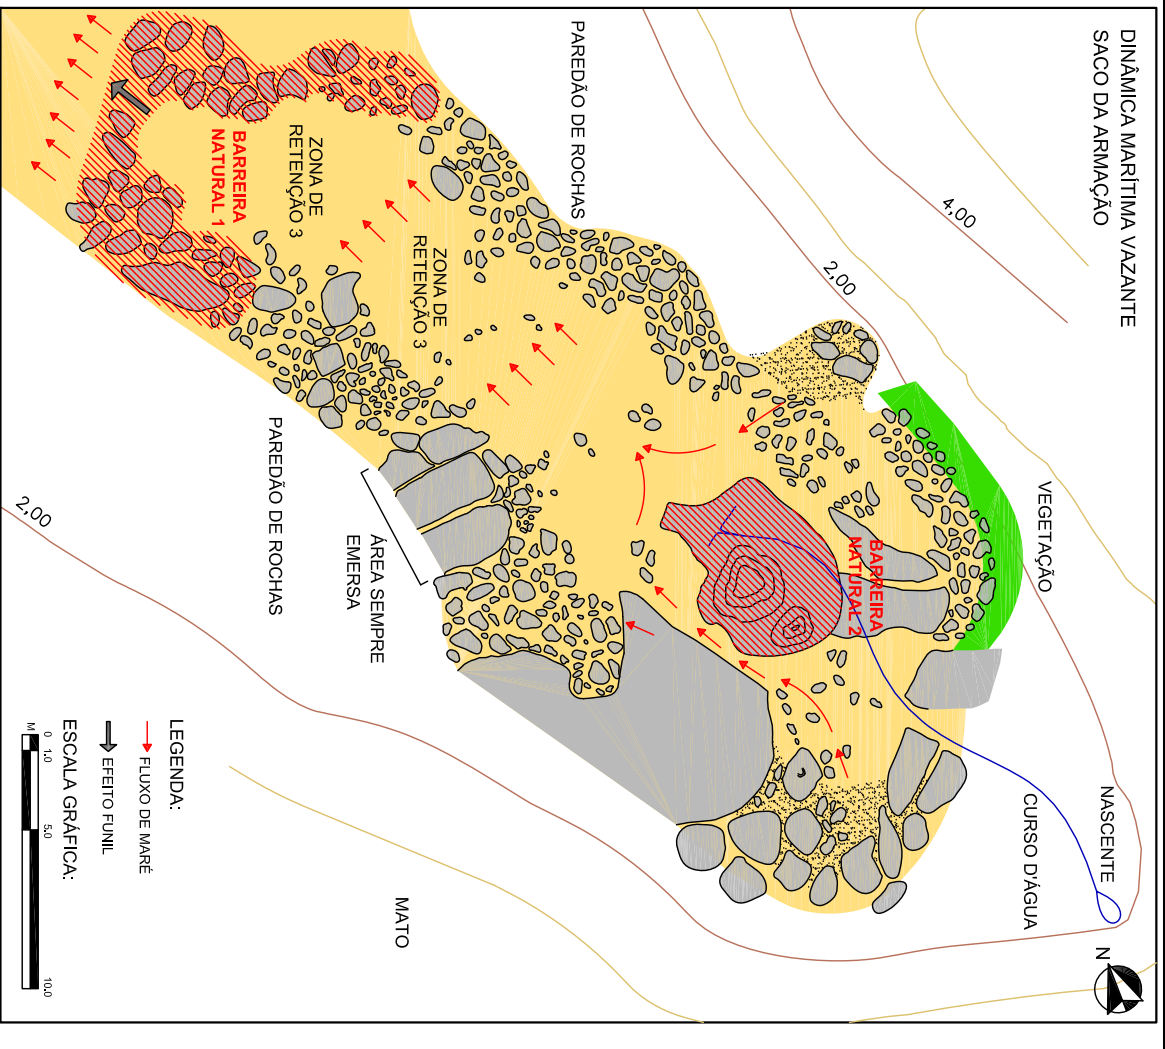 DINÂMICA MARÍTIMA VAZANTE
SACO DA ARMAÇÃO
4,00
2,00
VEGETAÇÃO
NASCENTE
CURSO D'ÁGUA
N
PAREDÃO DE ROCHAS
BARREIRA
NATURAL 2
ZONA DE
RETENÇÃO 3
ZONA DE
RETENÇÃO 3
BARREIRA
NATURAL 1
ÁREA SEMPRE
EMERSA
PAREDÃO DE ROCHAS
MATO
2,00
LEGENDA:
FLUXO DE MARÉ
EFEITO FUNIL
ESCALA GRÁFICA:
0 1.0 5.0 10.0
M